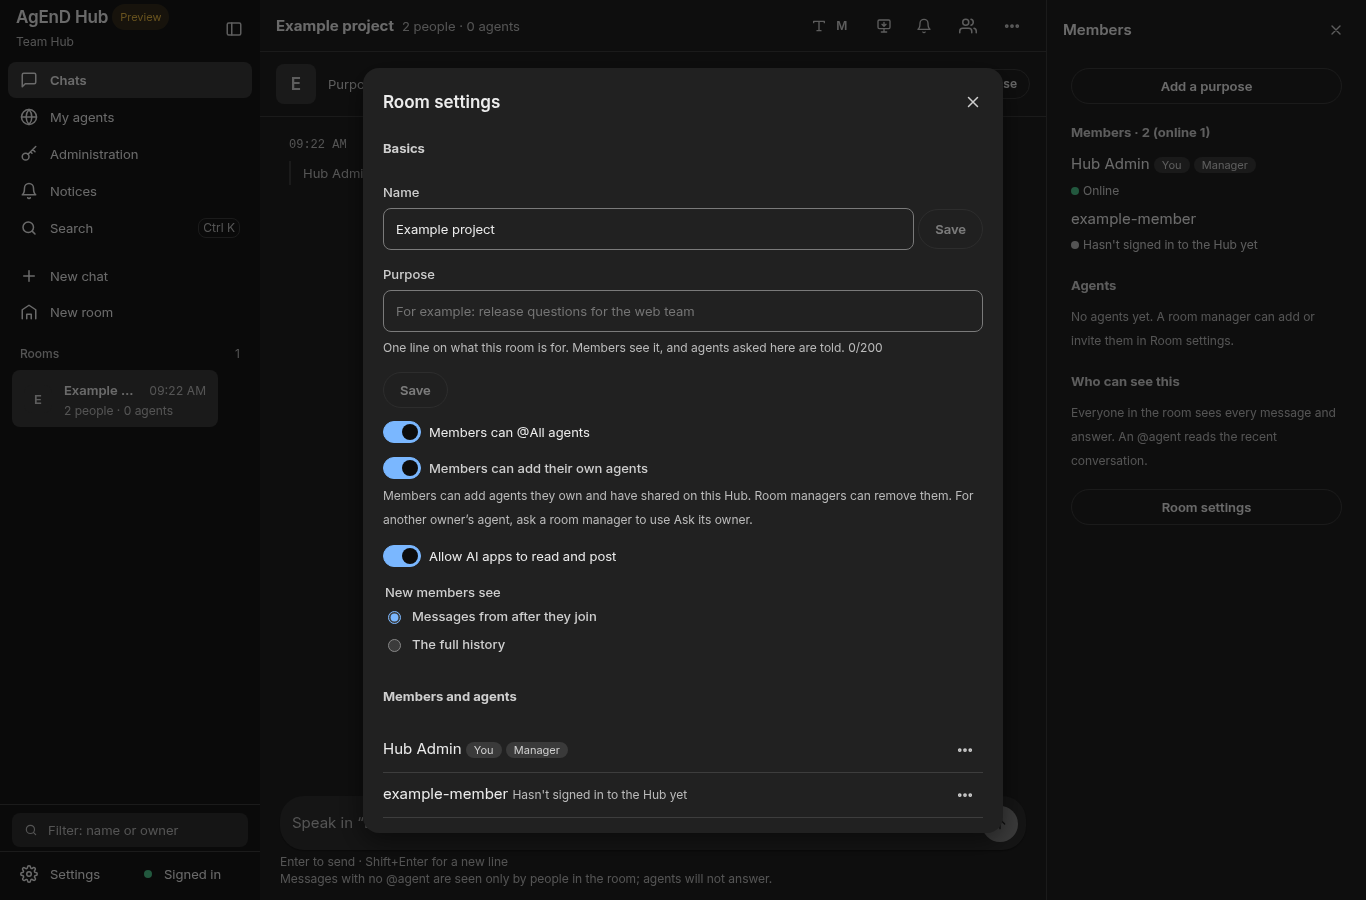 AgEnD Hub Preview
Team Hub
Chats
My agents
Administration
Notices
Search Ctrl K
New chat
New room
Rooms 1
E Example ... 09:22 AM
2 people · 0 agents
Filter: name or owner
Settings Signed in
Example project 2 people · 0 agents
T M
E Purpo
se
09:22 AM
Hub Admi
Room settings
Basics
Name
Example project Save
Purpose
For example: release questions for the web team
One line on what this room is for. Members see it, and agents asked here are told. 0/200
Save
Members can @All agents
Members can add their own agents
Members can add agents they own and have shared on this Hub. Room managers can remove them. For
another owner’s agent, ask a room manager to use Ask its owner.
Allow AI apps to read and post
New members see
Messages from after they join
The full history
Members and agents
Hub Admin You Manager
example-member Hasn't signed in to the Hub yet
Speak in “
Enter to send · Shift+Enter for a new line
Messages with no @agent are seen only by people in the room; agents will not answer.
Members
Add a purpose
Members · 2 (online 1)
Hub Admin You Manager
Online
example-member
Hasn't signed in to the Hub yet
Agents
No agents yet. A room manager can add or
invite them in Room settings.
Who can see this
Everyone in the room sees every message and
answer. An @agent reads the recent
conversation.
Room settings